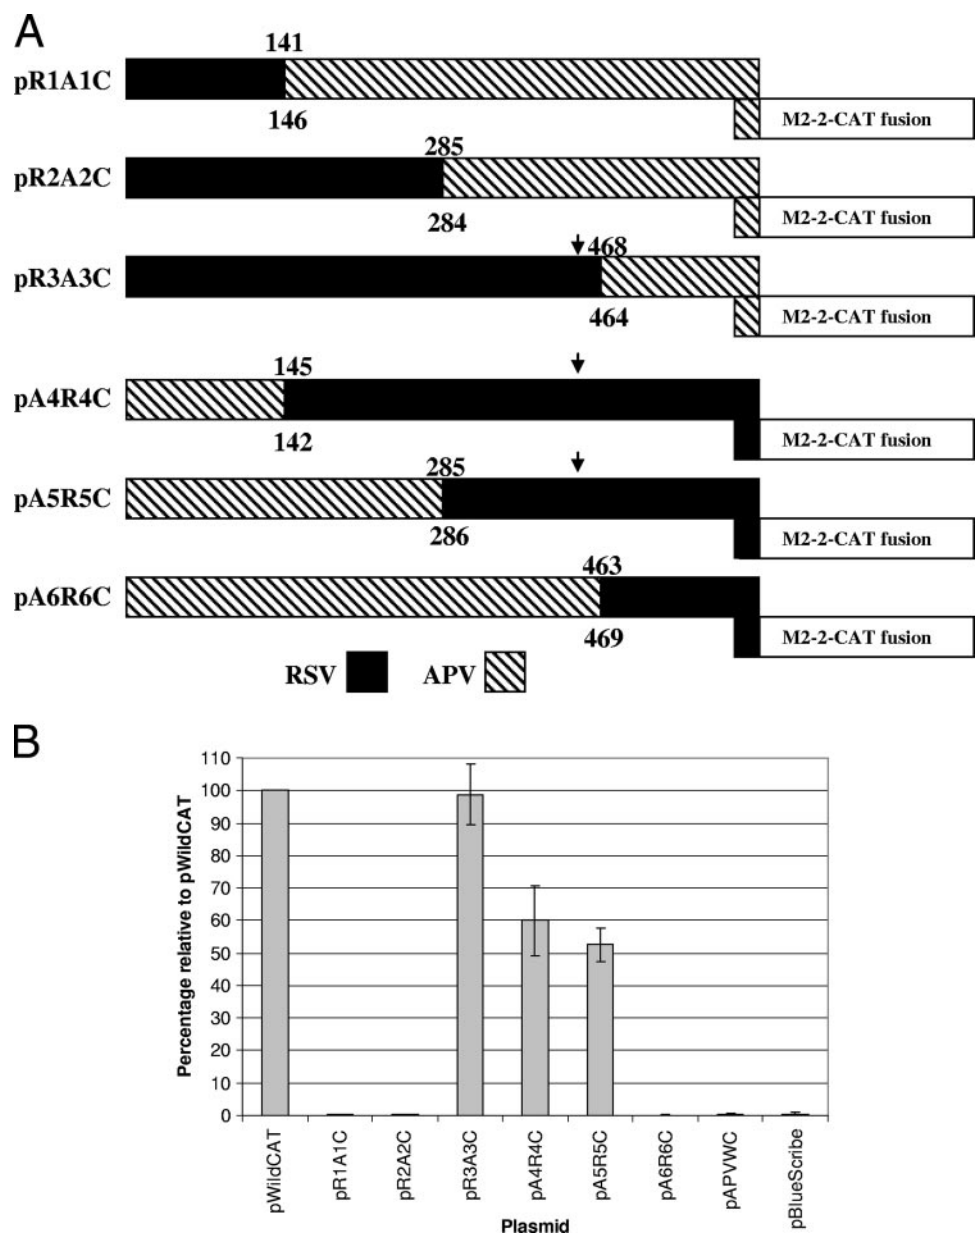 A
141
pR1A1C
146
M2-2-CAT fusion
285
pR2A2C
284
M2-2-CAT fusion
468
pR3A3C
464
M2-2-CAT fusion
145
pA4R4C
142
M2-2-CAT fusion
285
pA5R5C
286
M2-2-CAT fusion
463
pA6R6C
469
M2-2-CAT fusion
RSV APV
B
Percentage relative to pWildCAT
110
100
90
80
70
60
50
40
30
20
10
0
pWildCAT
pR1A1C
pR2A2C
pR3A3C
pA4R4C
pA5R5C
pA6R6C
pAPVWC
pBlueScribe
Plasmid